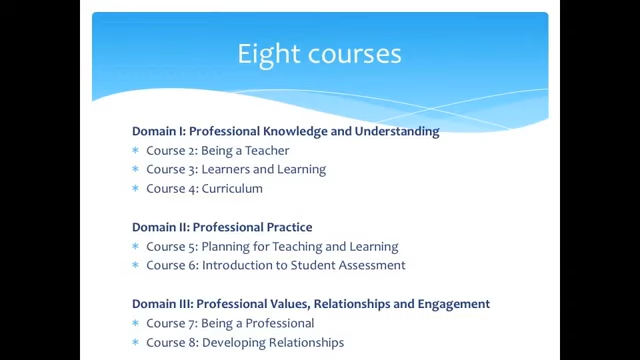 Eight courses
Domain I: Professional Knowledge and Understanding
* Course 2: Being a Teacher
* Course 3: Learners and Learning
* Course 4: Curriculum
Domain II: Professional Practice
* Course 5: Planning for Teaching and Learning
* Course 6: Introduction to Student Assessment
Domain III: Professional Values, Relationships and Engagement
* Course 7: Being a Professional
* Course 8: Developing Relationships